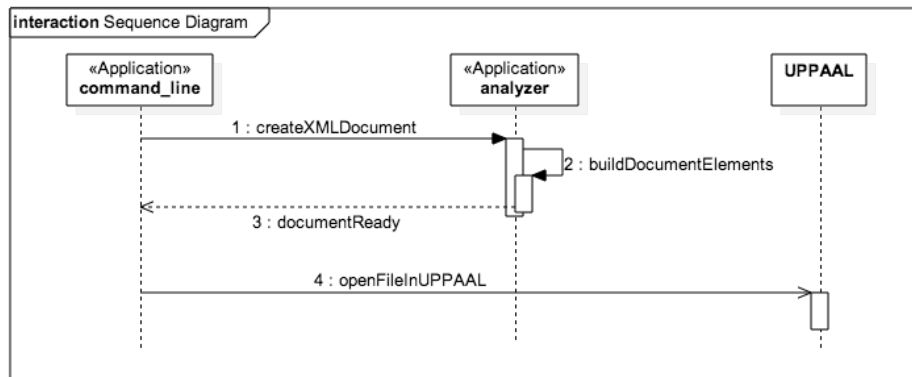 interaction Sequence Diagram
«Application»
command_line
«Application»
analyzer
UPPAAL
1 : createXMLDocument
2 : buildDocumentElements
3 : documentReady
4 : openFileInUPPAAL